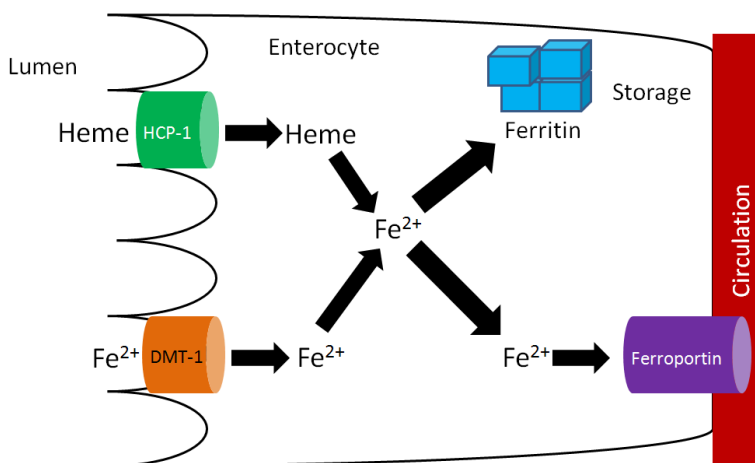 Enterocyte
Lumen
Storage
Heme
HCP-1
Heme
Ferritin
Fe²⁺
Circulation
Fe²⁺
DMT-1
Fe²⁺
Fe²⁺
Ferroportin